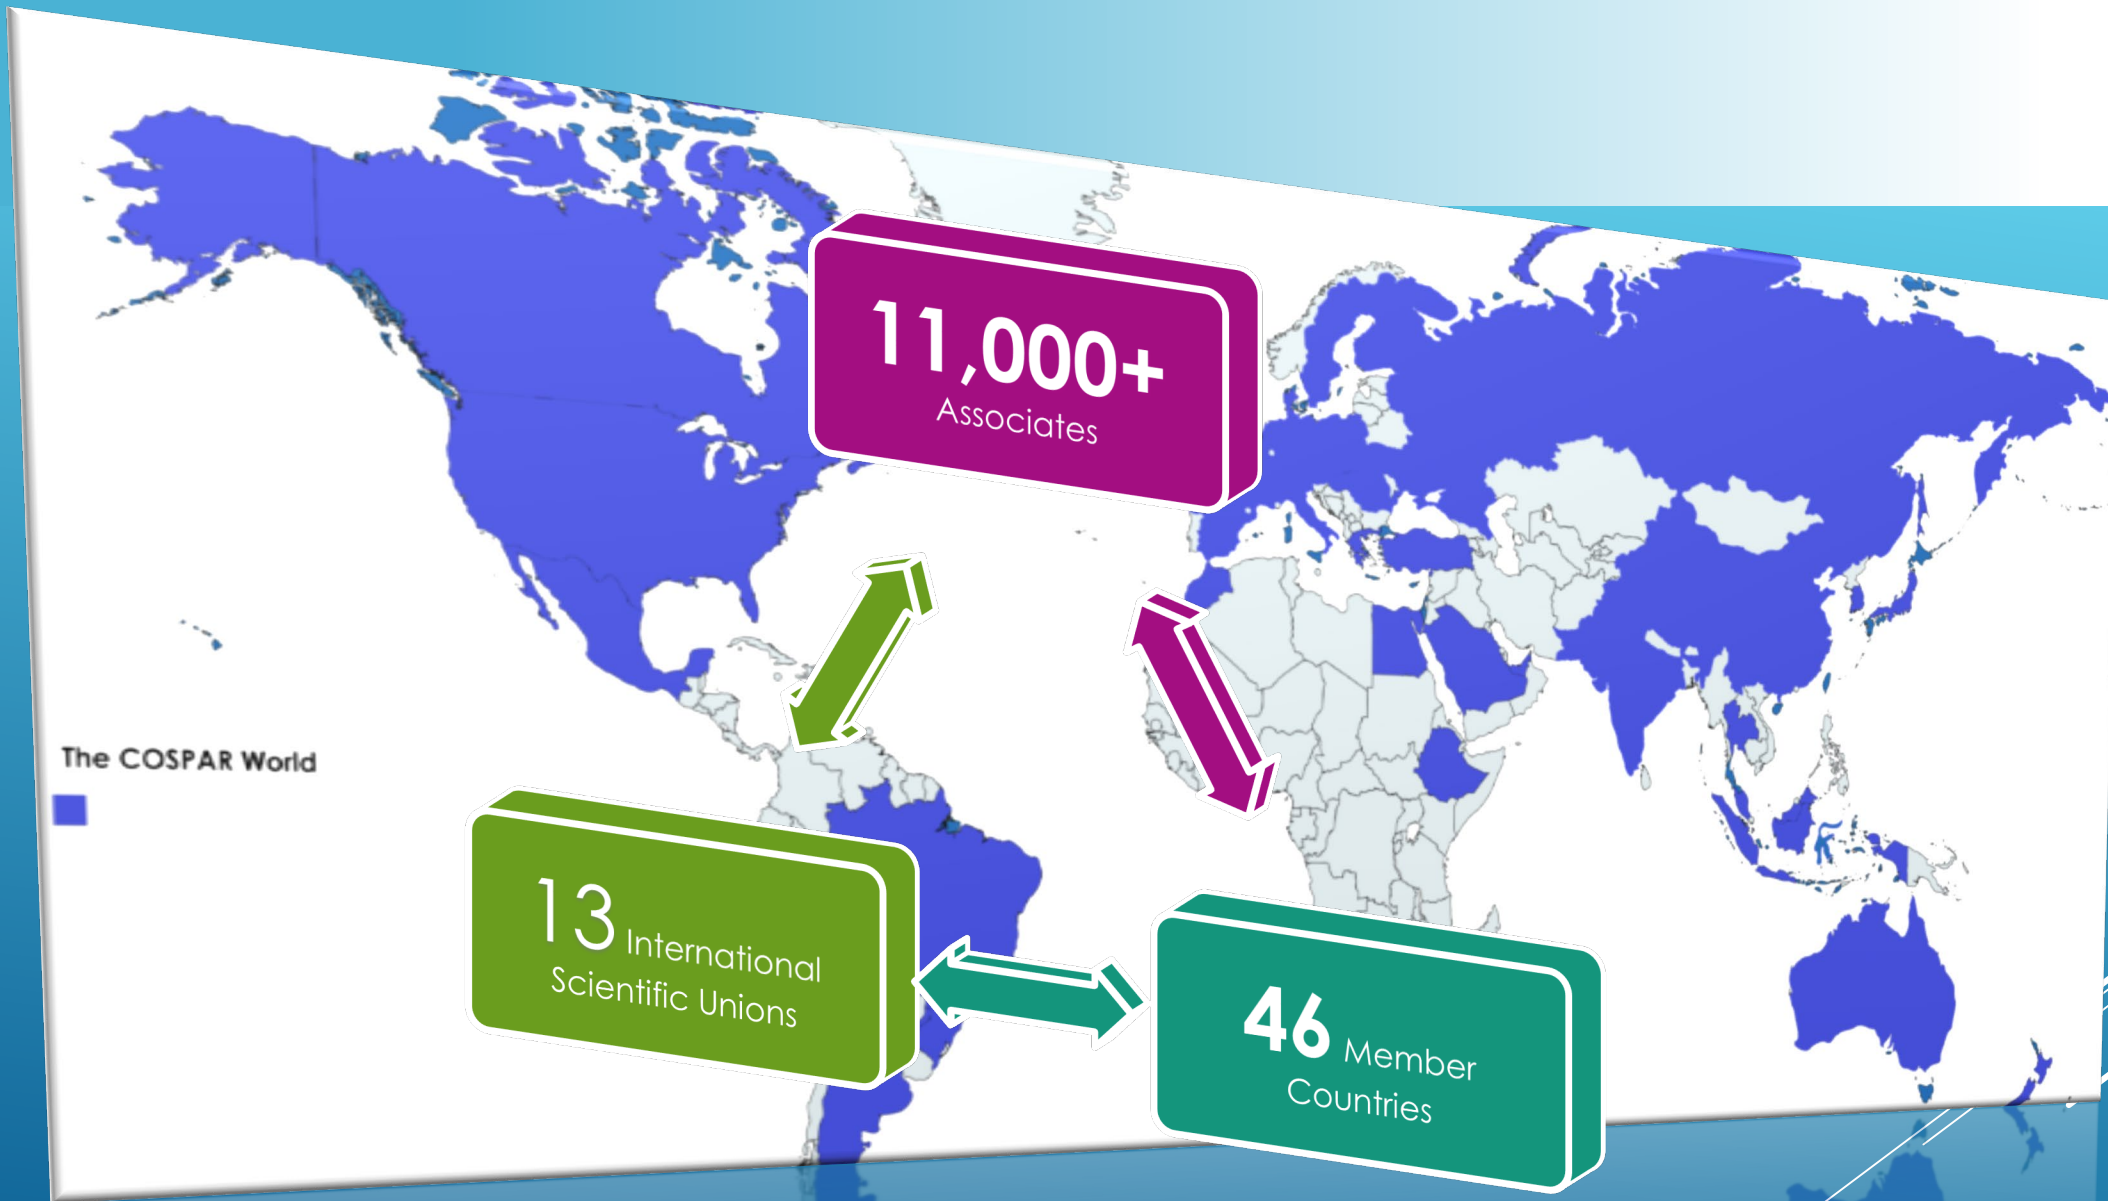 11,000+
Associates
The COSPAR World
13 International
Scientific Unions
46 Member
Countries